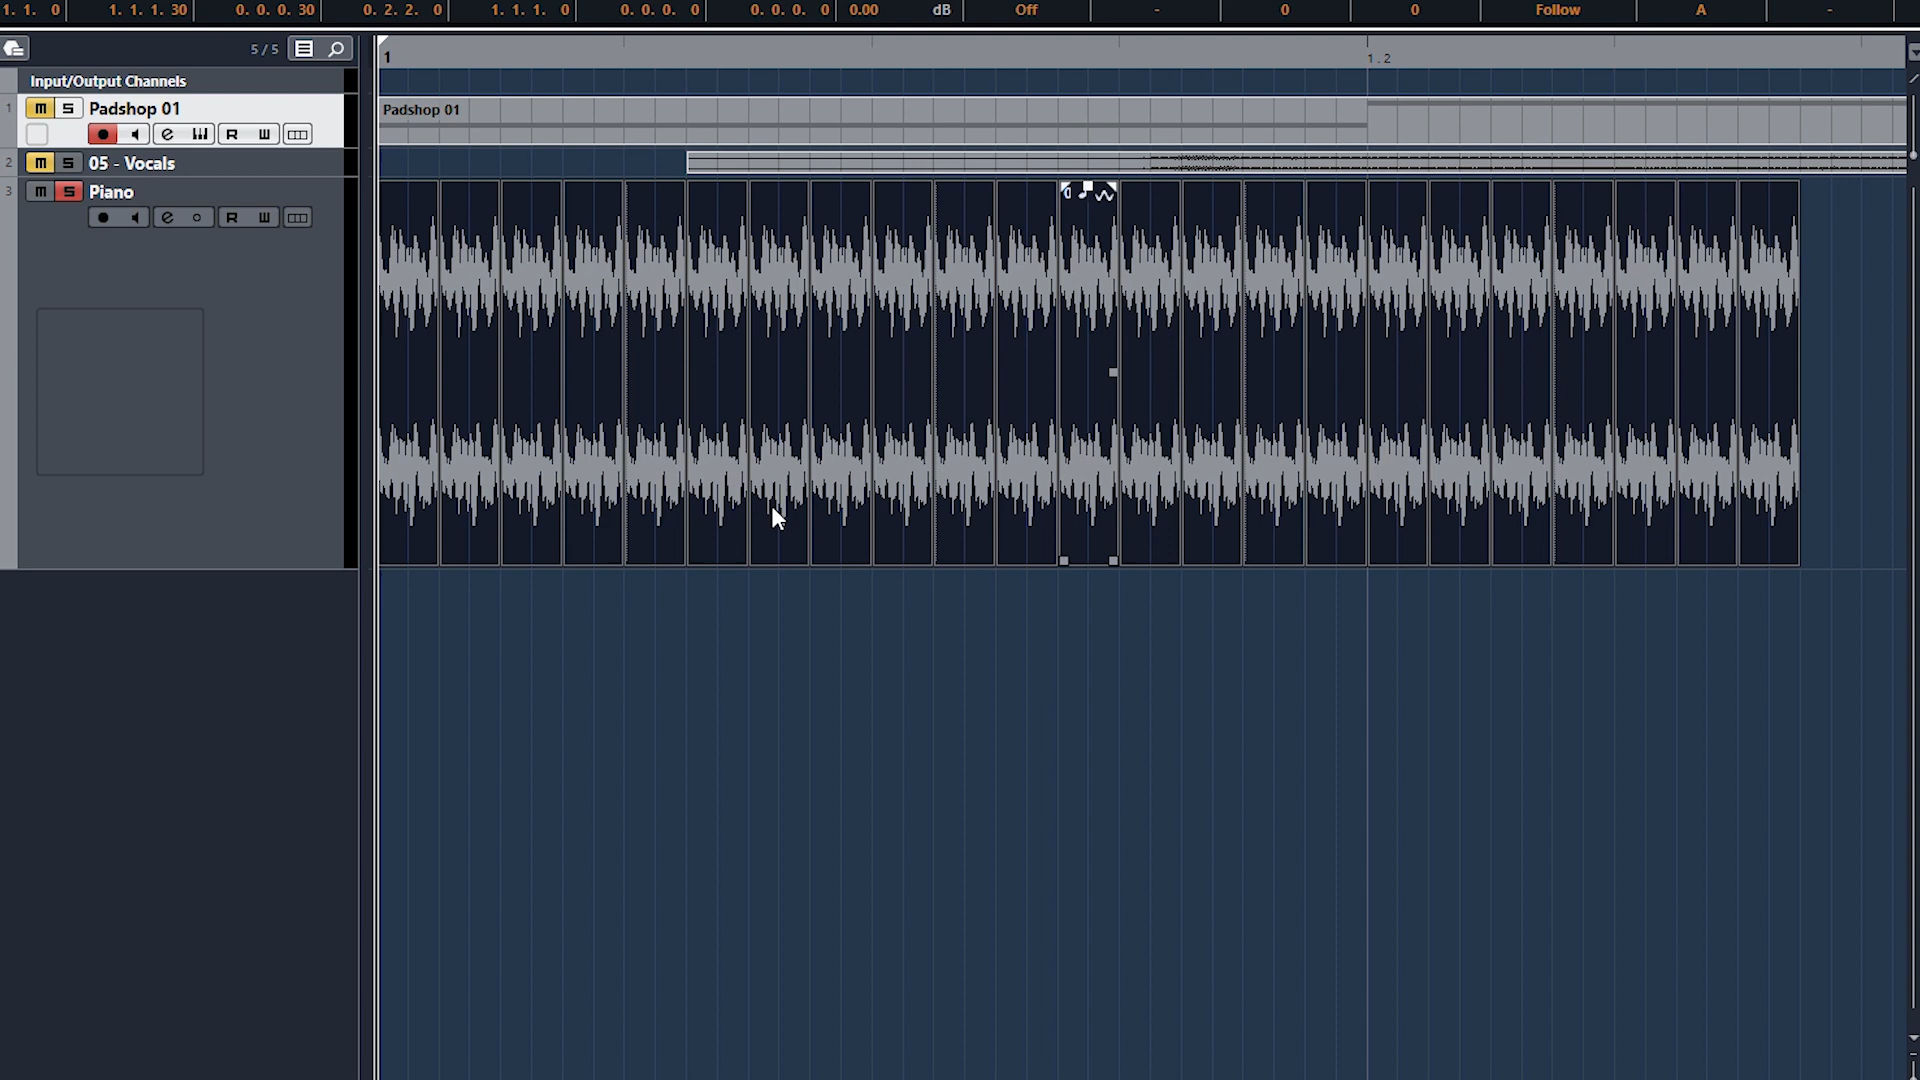 1. 1. 0 1. 1. 1. 30 0. 0. 0. 30 0. 2. 2. 0 1. 1. 1. 0 0. 0. 0. 0 0. 0. 0. 0 0.00 dB Off - 0 0 Follow A -
5 / 5
1 1.2
Input/Output Channels
1 m S Padshop 01
R
Padshop 01
2 m S 05 - Vocals
3 m S Piano
R